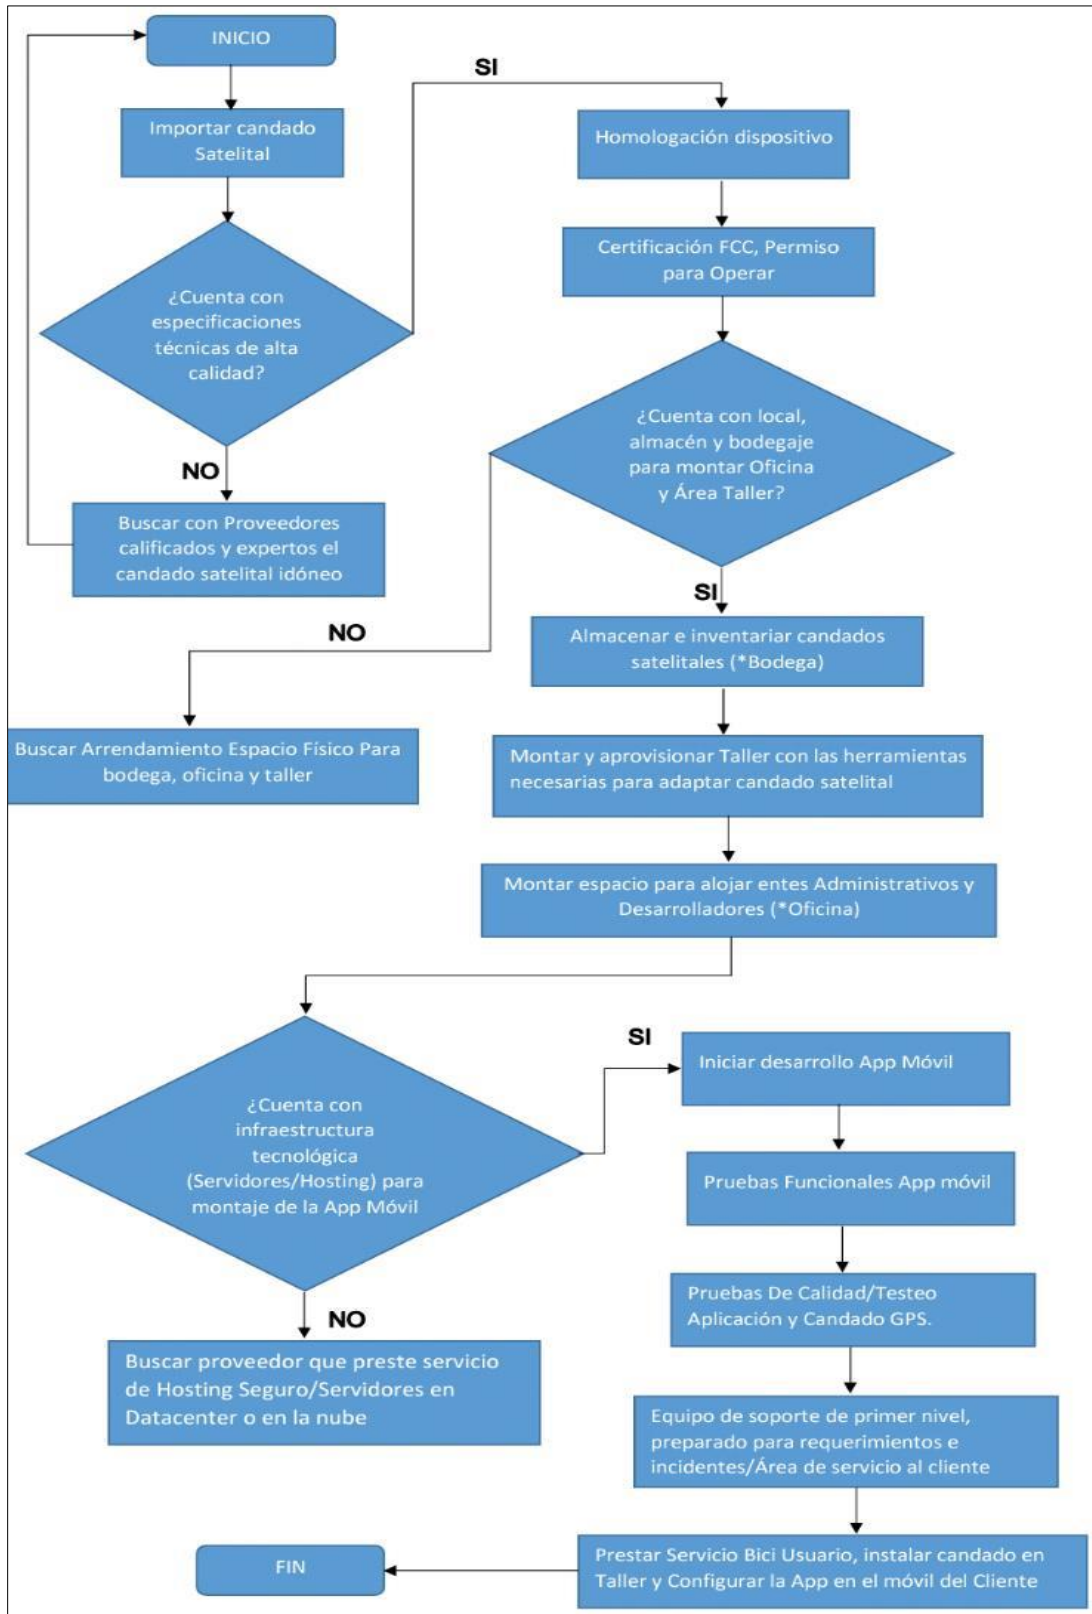 INICIO
Importar candado
Satelital
¿Cuenta con
especificaciones
técnicas de alta
calidad?
NO
Buscar con Proveedores
calificados y expertos el
candado satelital idóneo
SI
Homologación dispositivo
Certificación FCC, Permiso
para Operar
¿Cuenta con local,
almacén y bodegaje
para montar Oficina
y Área Taller?
NO
Buscar Arrendamiento Espacio Físico Para
bodega, oficina y taller
SI
Almacenar e inventariar candados
satelitales (*Bodega)
Montar y aprovisionar Taller con las herramientas
necesarias para adaptar candado satelital
Montar espacio para alojar entes Administrativos y
Desarrolladores (*Oficina)
¿Cuenta con
infraestructura
tecnológica
(Servidores/Hosting) para
montaje de la App Móvil
NO
Buscar proveedor que preste servicio
de Hosting Seguro/Servidores en
Datacenter o en la nube
SI
Iniciar desarrollo App Móvil
Pruebas Funcionales App móvil
Pruebas De Calidad/Testeo
Aplicación y Candado GPS.
Equipo de soporte de primer nivel,
preparado para requerimientos e
incidentes/Área de servicio al cliente
Prestar Servicio Bici Usuario, instalar candado en
Taller y Configurar la App en el móvil del Cliente
FIN